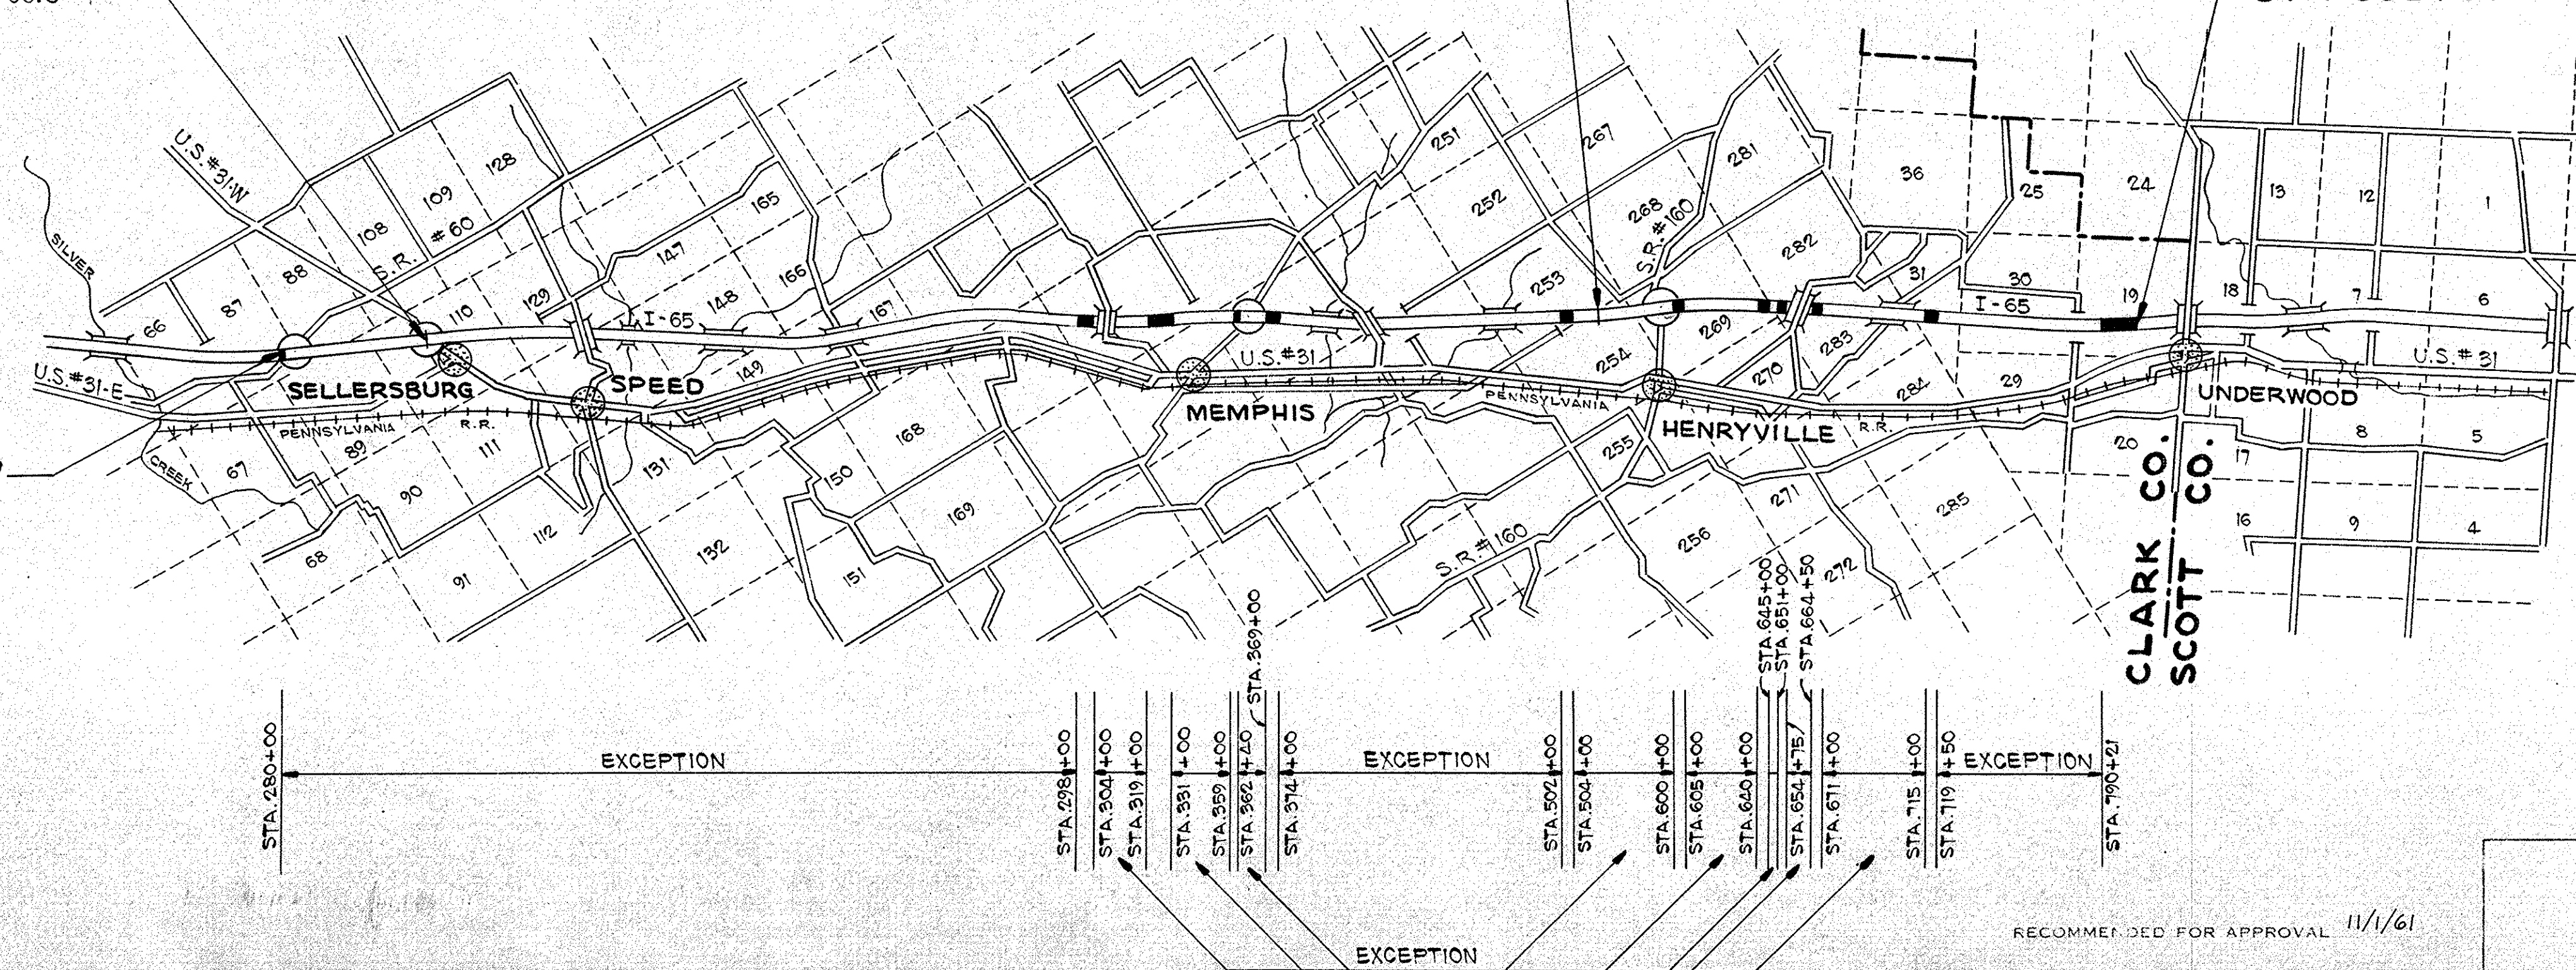 U.S.#31-W
SILVER
66
87
88
108
109
128
S.R. #60
110
129
147
165
148
166
167
I-65
149
U.S.#31-E
SELLERSBURG
SPEED
PENNSYLVANIA
R.R.
CREEK
67
89
111
68
90
91
112
131
132
150
168
151
169
MEMPHIS
U.S.#31
251
252
267
268
S.R.#160
281
253
282
254
269
270
283
284
PENNSYLVANIA
HENRYVILLE
R.R.
255
256
271
272
285
S.R.#160
36
25
24
13
12
1
31
30
I-65
19
18
7
6
29
UNDERWOOD
U.S.#31
20
17
8
5
16
9
4
CLARK CO.
SCOTT CO.
STA.280+00
EXCEPTION
STA.298+00
STA.304+00
STA.319+00
STA.331+00
STA.359+00
STA.362+40
STA.369+00
STA.374+00
EXCEPTION
STA.502+00
STA.504+00
STA.600+00
STA.605+00
STA.640+00
STA.645+00
STA.651+00
STA.654+75
STA.664+50
STA.671+00
STA.715+00
STA.719+50
EXCEPTION
STA.790+21
EXCEPTION
RECOMMENDED FOR APPROVAL 11/1/61